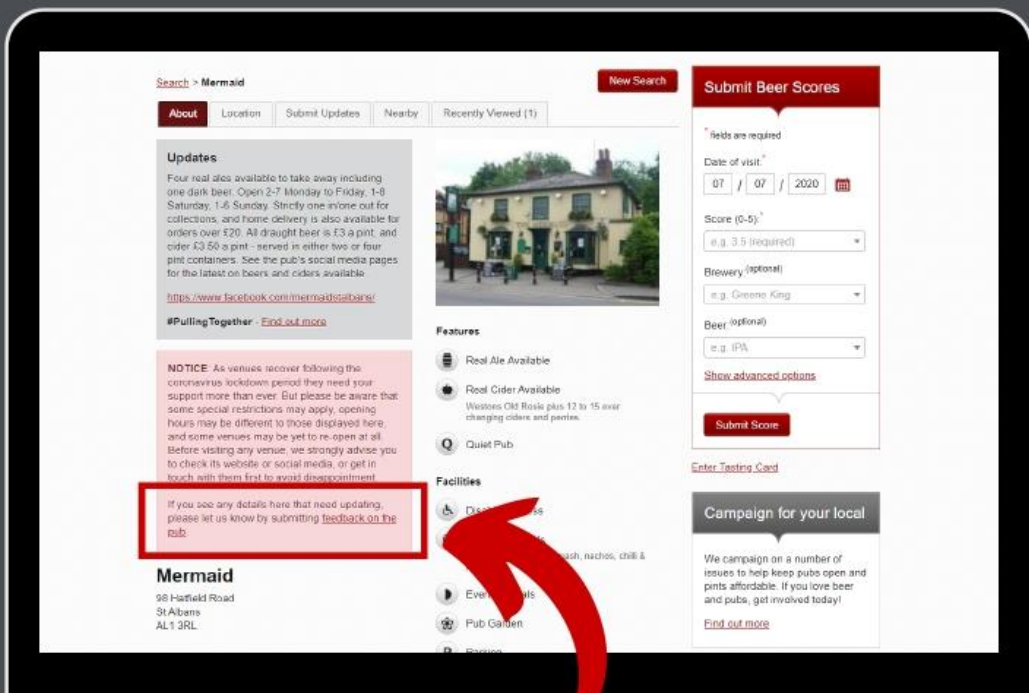 Search > Mermaid
New Search
About
Location
Submit Updates
Nearby
Recently Viewed (1)
Updates
Four real ales available to take away including
one dark beer. Open 2-7 Monday to Friday, 1-8
Saturday, 1-6 Sunday. Strictly one in/one out for
collections, and home delivery is also available for
orders over £20. All draught beer is £3 a pint, and
cider £3.50 a pint - served in either two or four
pint containers. See the pub's social media pages
for the latest on beers and ciders available
https://www.facebook.com/mermaidstalbans/
#PullingTogether - Find out more
NOTICE: As venues recover following the
coronavirus lockdown period they need your
support more than ever. But please be aware that
some special restrictions may apply, opening
hours may be different to those displayed here,
and some venues may be yet to re-open at all.
Before visiting any venue, we strongly advise you
to check its website or social media, or get in
touch with them first to avoid disappointment
If you see any details here that need updating,
please let us know by submitting feedback on the
pub
Mermaid
98 Hatfield Road
St Albans
AL1 3RL
Features
Real Ale Available
Real Cider Available
Westons Old Rosie plus 12 to 15 ever
changing ciders and perries.
Q Quiet Pub
Facilities
nachos, chilli &
Pub Garden
Submit Beer Scores
* fields are required
Date of visit:*
07 / 07 / 2020
Score (0-5):*
e.g. 3.5 (required)
Brewery (optional)
e.g. Greene King
Beer (optional)
e.g. IPA
Show advanced options
Submit Score
Enter Tasting Card
Campaign for your local
We campaign on a number of
issues to help keep pubs open and
pints affordable. If you love beer
and pubs, get involved today!
Find out more